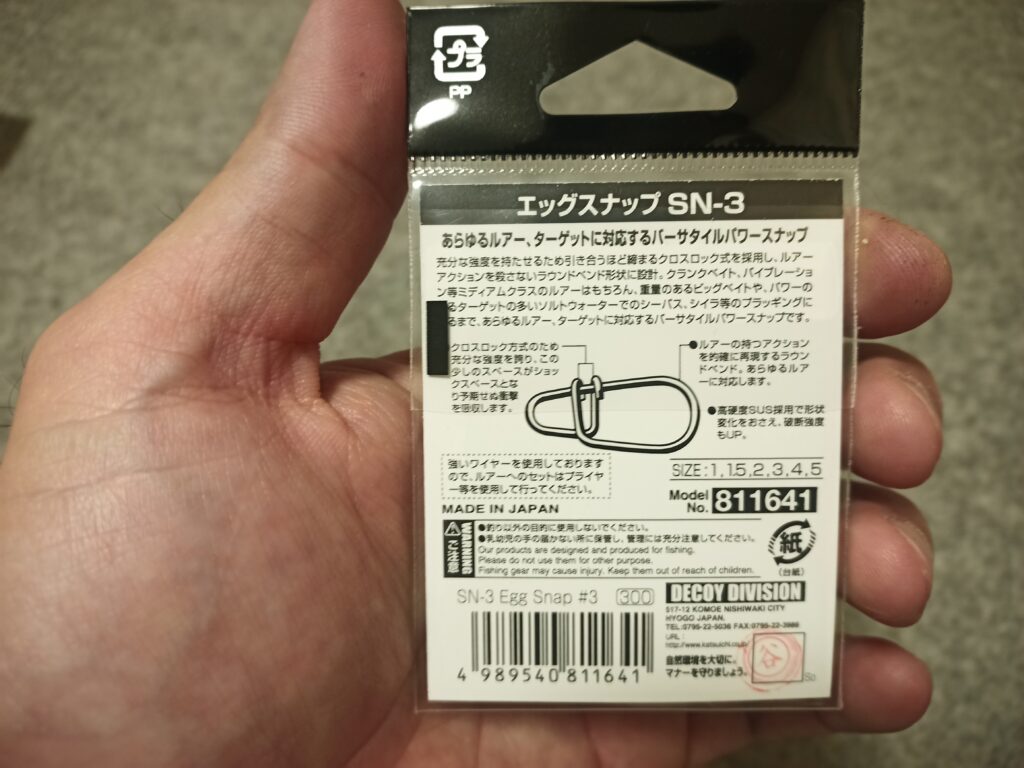 プラ
PP
エッグスナップ SN-3
あらゆるルアー、ターゲットに対応するバーサタイルパワースナップ
充分な強度を持たせるため引き合うほど締まるクロスロック式を採用し、ルアー
アクションを殺さないラウンドベンド形状に設計。クランクベイト、バイブレーショ
ン等ミディアムクラスのルアーはもちろん、重量のあるビッグベイトや、パワーの
るターゲットの多いソルトウォーターでのシーバス、シイラ等のプラッギングに
るまで、あらゆるルアー、ターゲットに対応するバーサタイルパワースナップです。
クロスロック方式のため
充分な強度を誇り、この
少しのスペースがショッ
クスペースとな
り予期せぬ衝撃
を吸収します。
●ルアーの持つアクション
を的確に再現するラウン
ドベンド。あらゆるルア
ーに対応します。
●高硬度SUS採用で形状
変化をおさえ、破断強度
もUP。
強いワイヤーを使用しております
ので、ルアーへのセットはプライヤ
ー等を使用して行ってください。
SIZE:1,1.5,2,3,4,5
Model No. 811641
MADE IN JAPAN
WARNING
ご注意
●釣り以外の目的に使用しないでください。
●乳幼児の手の届かない所に保管し、管理には充分注意してください。
Our products are designed and produced for fishing.
Please do not use them for other purpose.
Fishing gear may cause injury. Keep them out of reach of children.
紙
(台紙)
SN-3 Egg Snap #3 300
4 989540 811641
DECOY DIVISION
517-12 KOMOE NISHIWAKI CITY
HYOGO JAPAN.
TEL:0795-22-5036 FAX:0795-22-3986
URL:
http://www.katsuichi.co.jp/
自然環境を大切に。
マナーを守りましょう。
谷
So